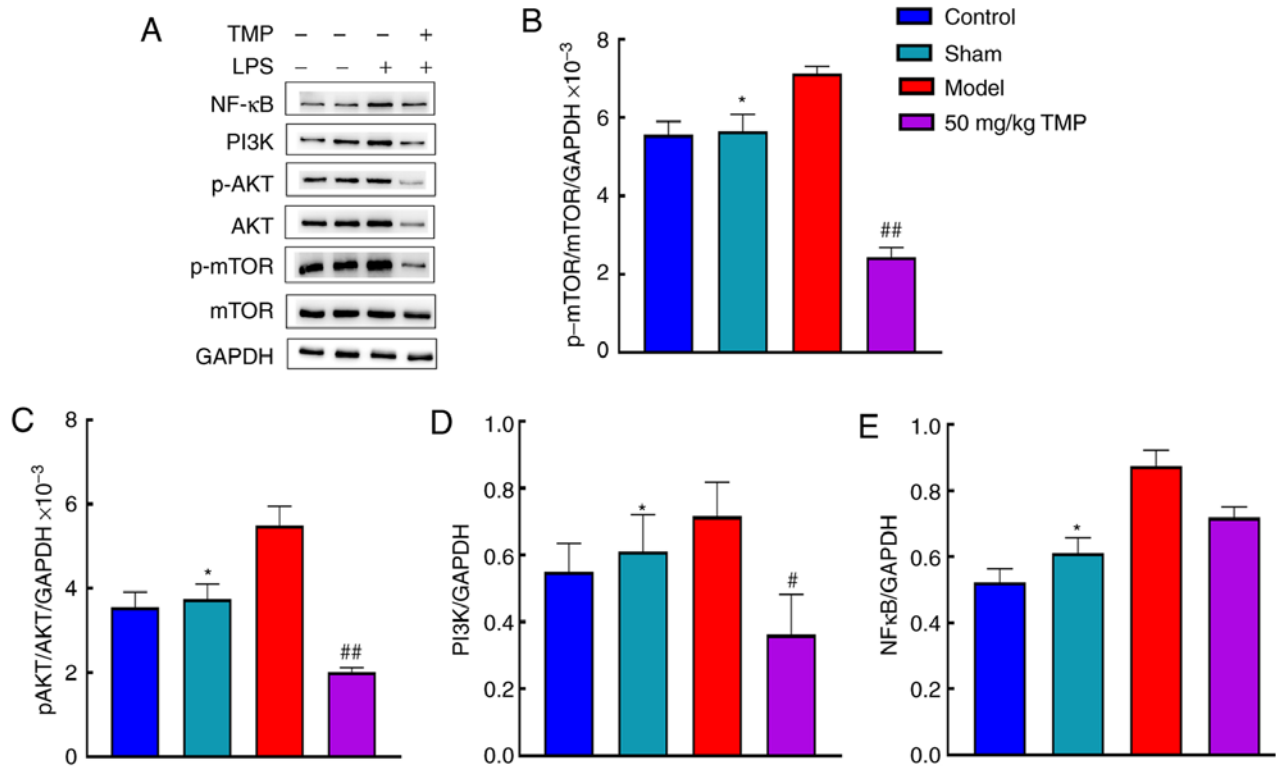 A
TMP – – – +
LPS – – + +
NF-κB
PI3K
p-AKT
AKT
p-mTOR
mTOR
GAPDH
B
p–mTOR/mTOR/GAPDH ×10⁻³
8
6
4
2
0
*
##
Control
Sham
Model
50 mg/kg TMP
C
pAKT/AKT/GAPDH ×10⁻³
8
6
4
2
0
*
##
D
PI3K/GAPDH
1.0
0.8
0.6
0.4
0.2
0.0
*
#
E
NFκB/GAPDH
1.0
0.8
0.6
0.4
0.2
0.0
*